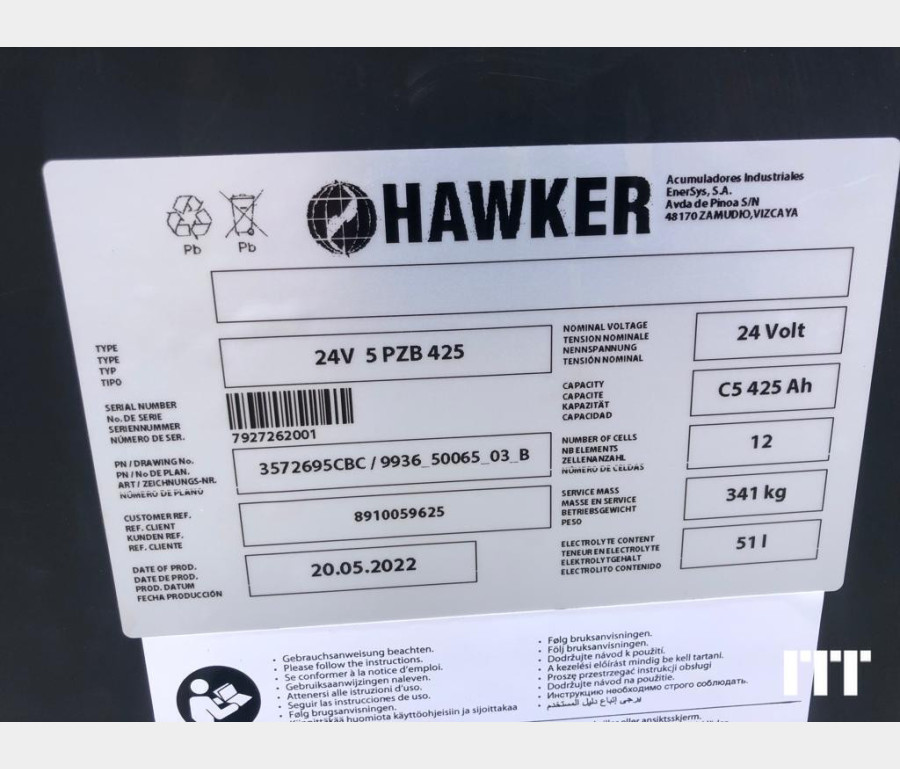 Pb
Pb
HAWKER
Acumuladores Industriales
EnerSys, S.A.
Avda de Pinoa S/N
48170 ZAMUDIO,VIZCAYA
TYPE
TYPE
TYP
TIPO
24V 5 PZB 425
NOMINAL VOLTAGE
TENSION NOMINALE
NENNSPANNUNG
TENSIÓN NOMINAL
24 Volt
SERIAL NUMBER
No. DE SERIE
SERIENNUMMER
NÚMERO DE SER.
7927262001
CAPACITY
CAPACITE
KAPAZITÄT
CAPACIDAD
C5 425 Ah
PN / DRAWING No.
PN / No DE PLAN.
ART / ZEICHNUNGS-NR.
NÚMERO DE PLANO
3572695CBC / 9936_50065_03_B
NUMBER OF CELLS
NB ELEMENTS
ZELLENANZAHL
NÚMERO DE CELDAS
12
CUSTOMER REF.
REF. CLIENT
KUNDEN REF.
REF. CLIENTE
8910059625
SERVICE MASS
MASSE EN SERVICE
BETRIEBSGEWICHT
PESO
341 kg
DATE OF PROD.
DATE DE PROD.
PROD. DATUM
FECHA PRODUCCIÓN
20.05.2022
ELECTROLYTE CONTENT
TENEUR EN ELECTROLYTE
ELEKTROLYTGEHALT
ELECTROLITO CONTENIDO
51 l
• Gebrauchsanweisung beachten.
• Please follow the instructions.
• Se conformer à la notice d'emploi.
• Gebruiksaanwijzingen naleven.
• Attenersi alle istruzioni d'uso.
• Seguir las instrucciones de uso.
• Følg brugsanvisningen.
huomiota käyttöohjeisiin ja sijoittakaa
• Følg bruksanvisningen.
• Följ bruksanvisningen.
• Dodržujte návod k použití.
• A kezelési előírást mindig be kell tartani.
• Proszę przestrzegać instrukcji obsługi
• Dodržujte návod na použitie.
• Инструкцию необходимо строго соблюдать.
• يرجى إتباع دليل المستخدم
eller ansiktsskjerm.